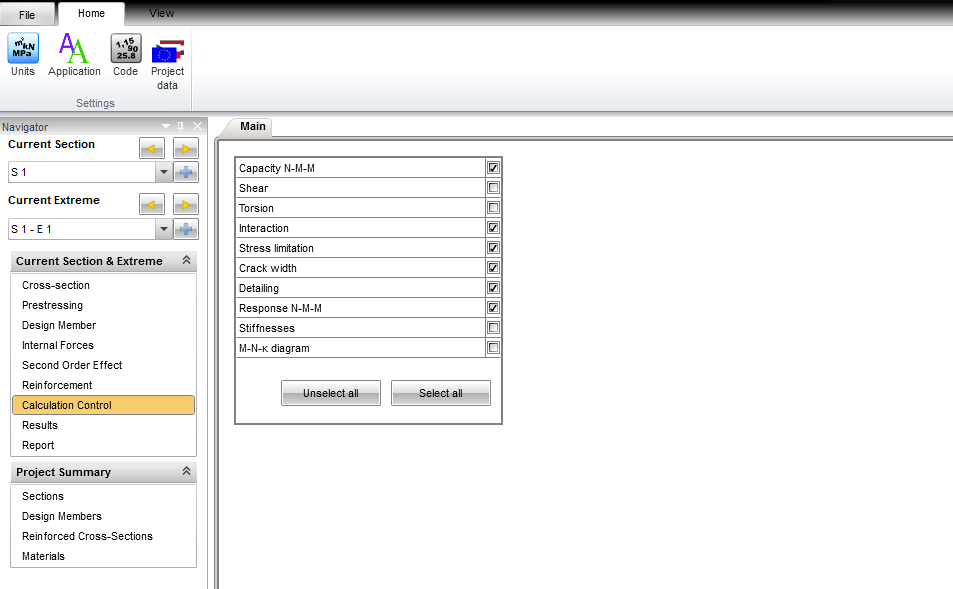 File
Home
View
m²kN
MPa
1,15
90
25.8
Units
Application
Code
Project
data
Settings
Navigator
Current Section
S 1
Current Extreme
S 1 - E 1
Current Section & Extreme
Cross-section
Prestressing
Design Member
Internal Forces
Second Order Effect
Reinforcement
Calculation Control
Results
Report
Project Summary
Sections
Design Members
Reinforced Cross-Sections
Materials
Main
Capacity N-M-M
Shear
Torsion
Interaction
Stress limitation
Crack width
Detailing
Response N-M-M
Stiffnesses
M-N-κ diagram
Unselect all
Select all